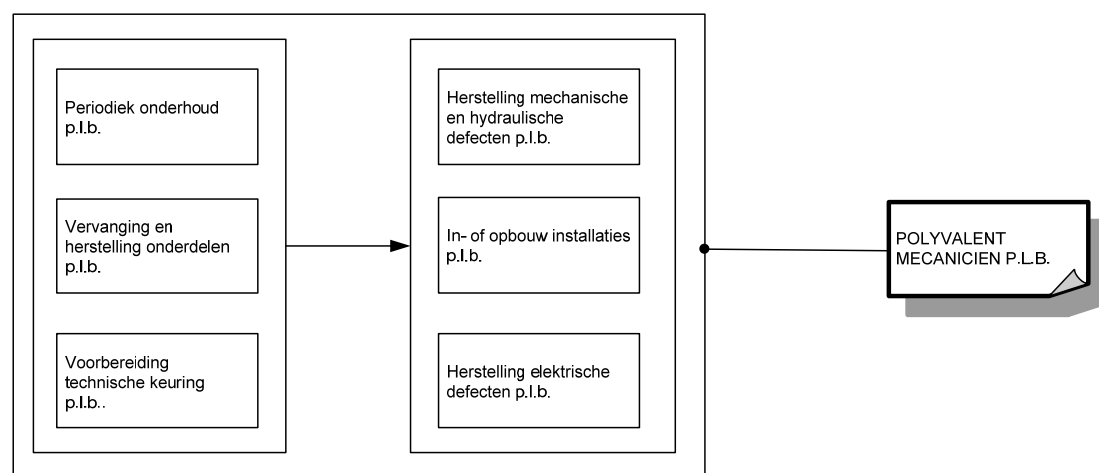 Periodiek onderhoud
p.l.b.
Vervanging en
herstelling onderdelen
p.l.b.
Voorbereiding
technische keuring
p.l.b..
Herstelling mechanische
en hydraulische
defecten p.l.b.
In- of opbouw installaties
p.l.b.
Herstelling elektrische
defecten p.l.b.
POLYVALENT
MECANICIEN P.L.B.